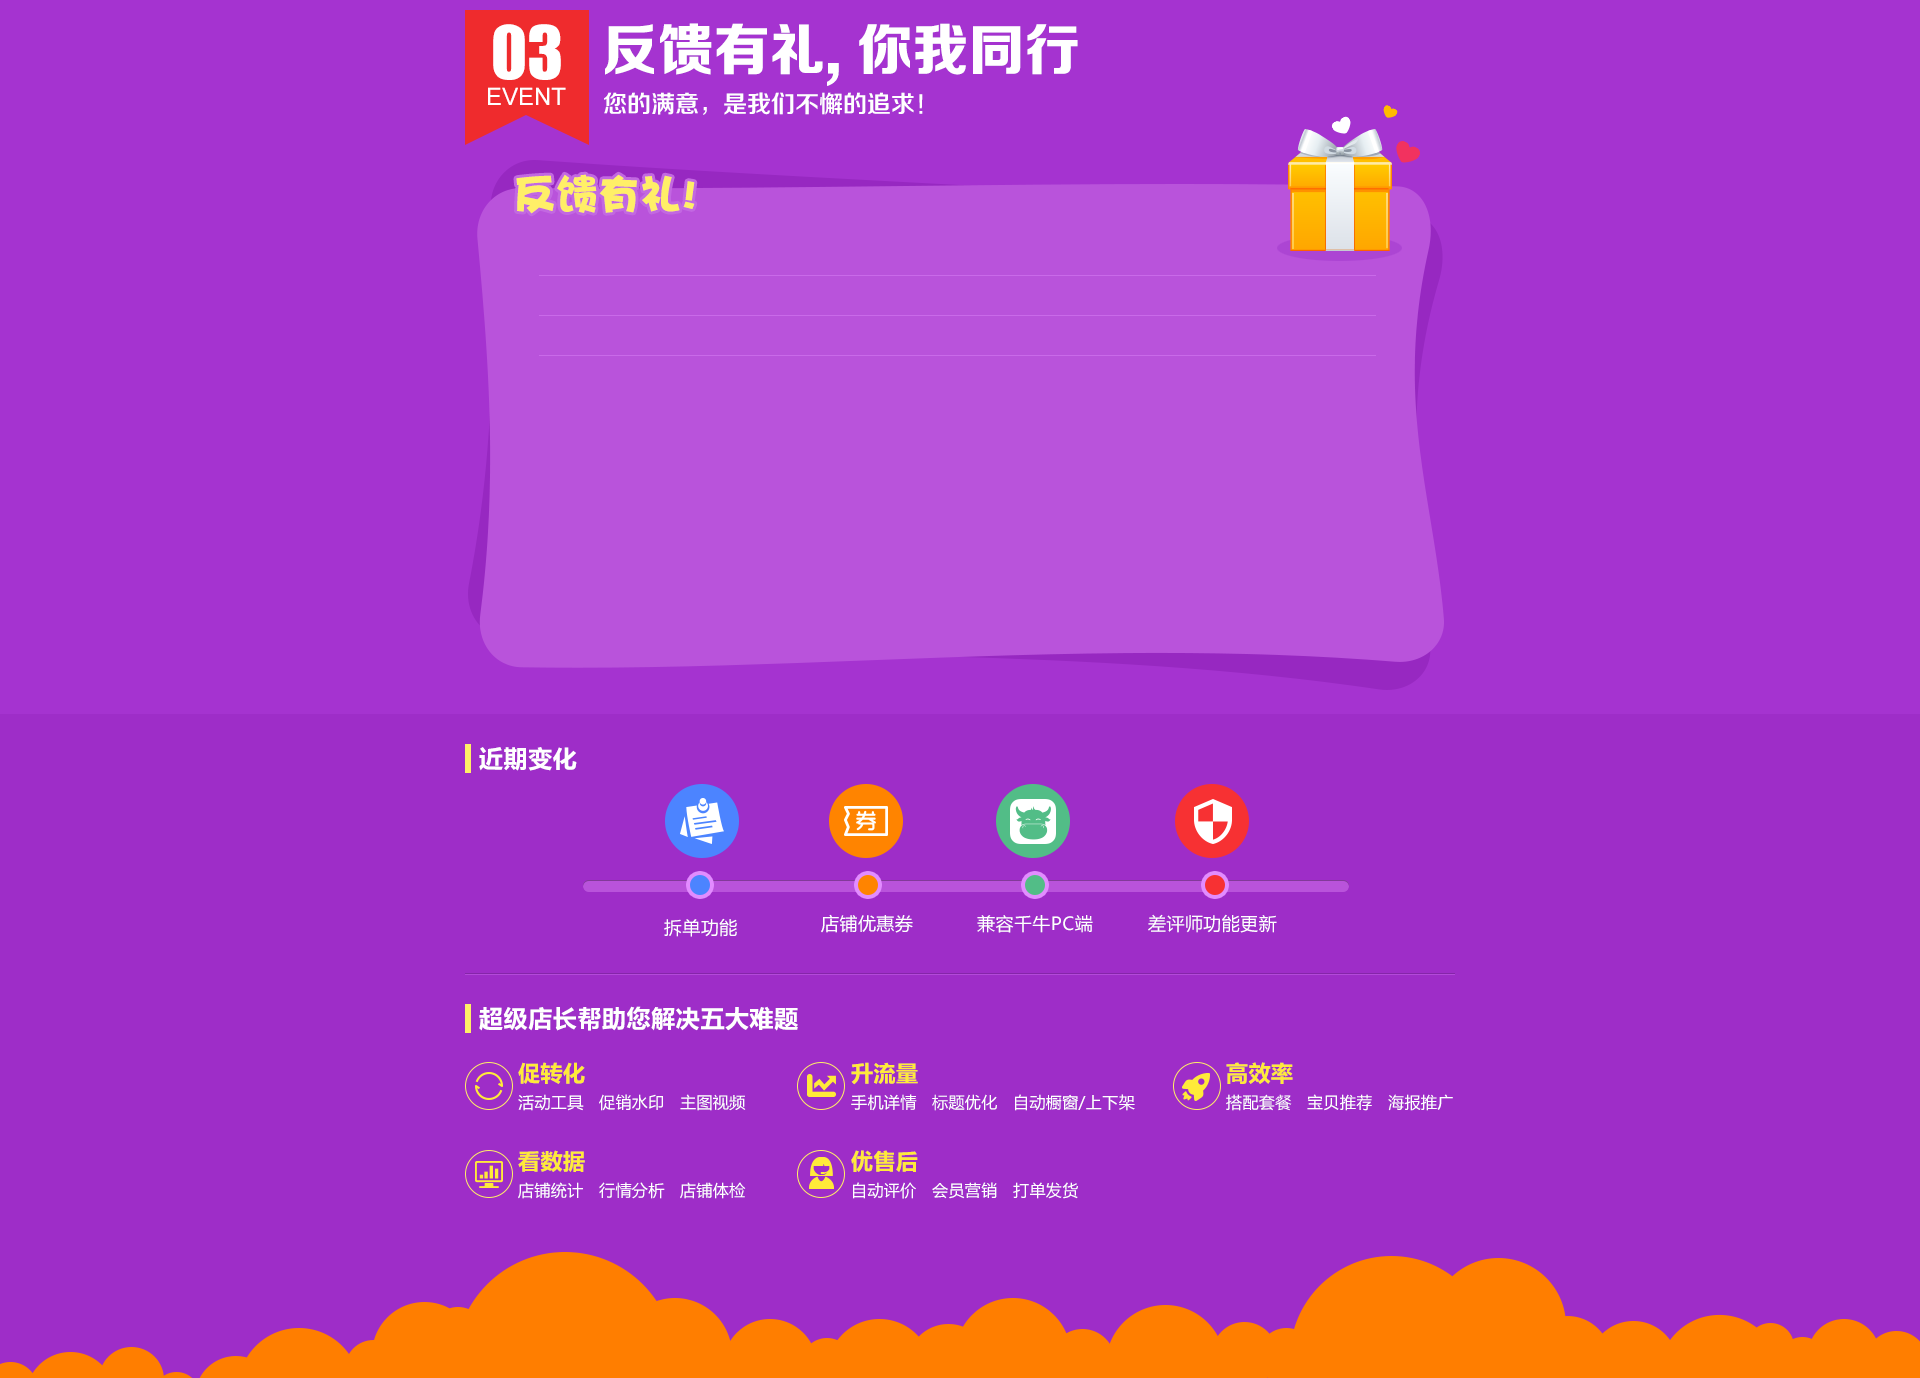 03
EVENT
反馈有礼, 你我同行
您的满意，是我们不懈的追求！
反馈有礼!
近期变化
券
拆单功能
店铺优惠券
兼容千牛PC端
差评师功能更新
超级店长帮助您解决五大难题
促转化
活动工具 促销水印 主图视频
升流量
手机详情 标题优化 自动橱窗/上下架
高效率
搭配套餐 宝贝推荐 海报推广
看数据
店铺统计 行情分析 店铺体检
优售后
自动评价 会员营销 打单发货